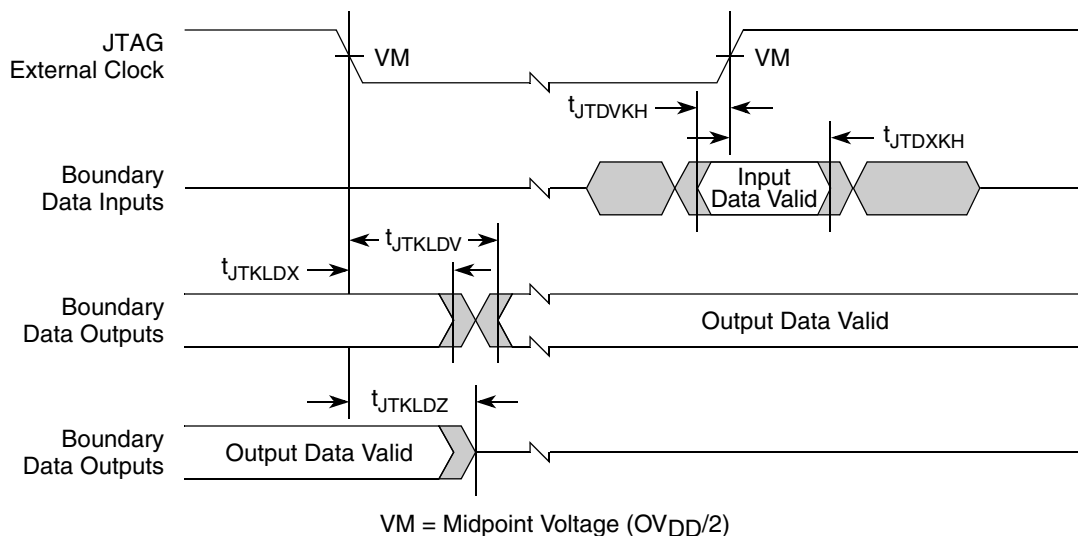 JTAG
External Clock
VM
VM
tJTDVKH
tJTDXKH
Boundary
Data Inputs
Input
Data Valid
tJTKLDV
tJTKLDX
Boundary
Data Outputs
Output Data Valid
tJTKLDZ
Boundary
Data Outputs
Output Data Valid
VM = Midpoint Voltage (OVDD/2)